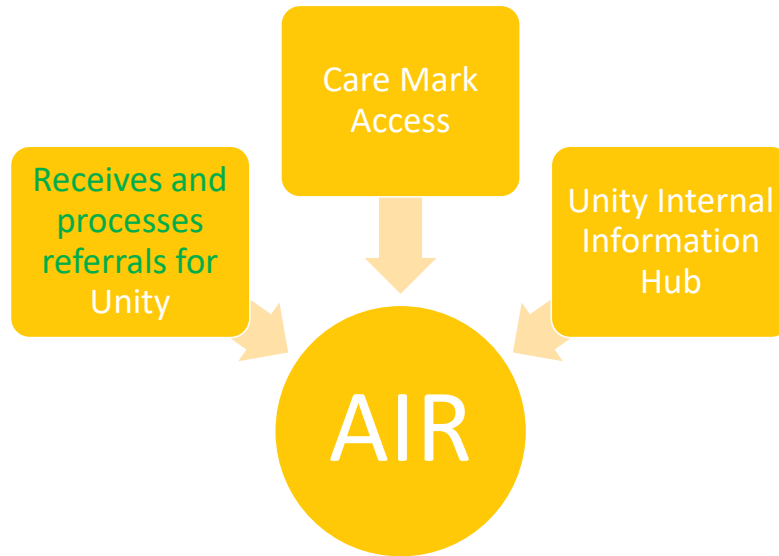 Care Mark
Access
Receives and
processes
referrals for
Unity
Unity Internal
Information
Hub
AIR